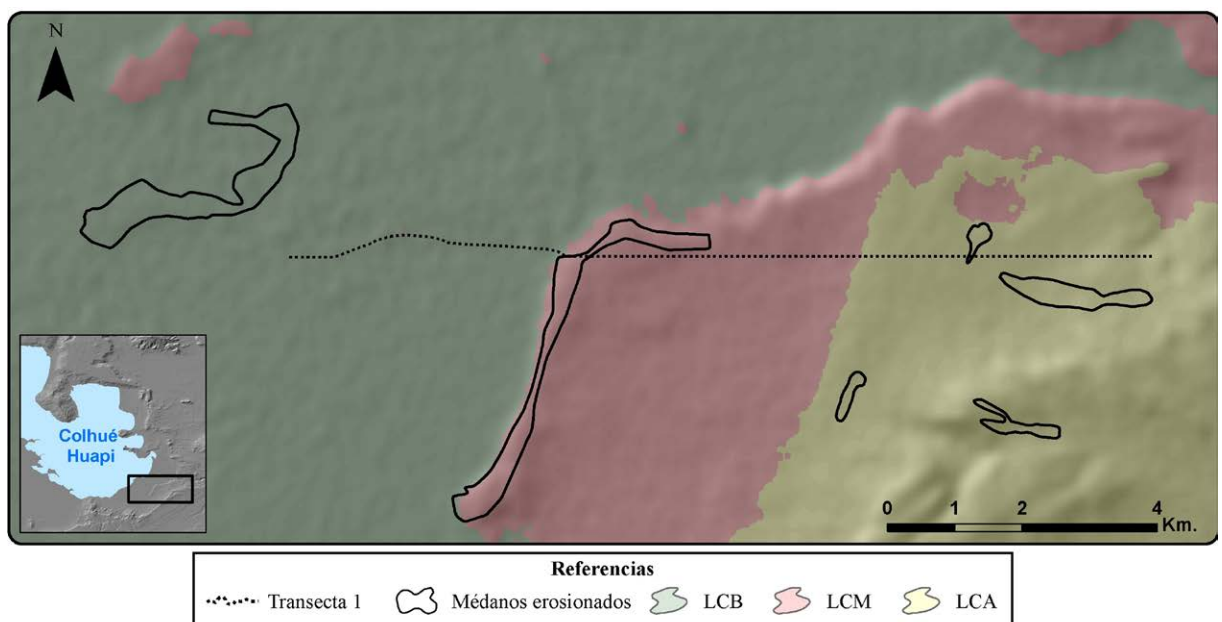 N
Colhué
Huapi
0 1 2 4
Km.
Referencias
Transecta 1 Médanos erosionados LCB LCM LCA